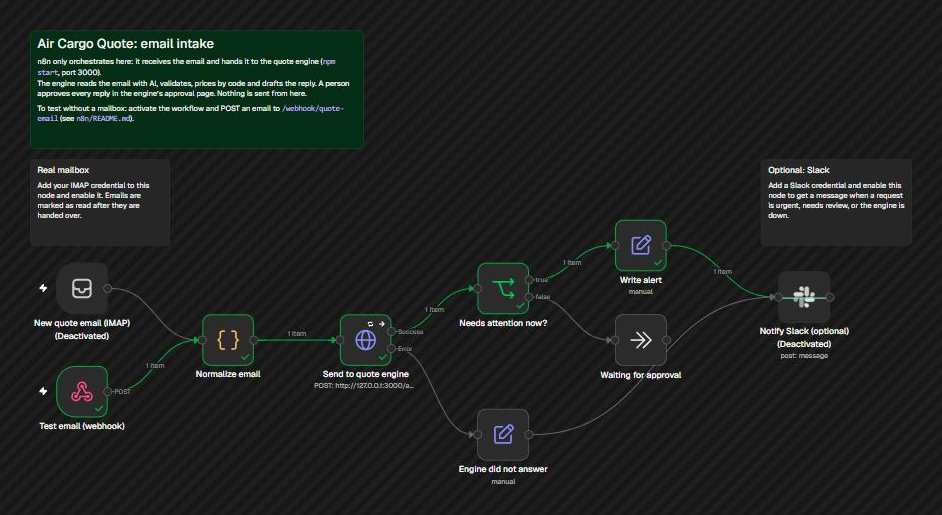 Air Cargo Quote: email intake
n8n only orchestrates here: it receives the email and hands it to the quote engine (npm
start, port 3000).
The engine reads the email with AI, validates, prices by code and drafts the reply. A person
approves every reply in the engine's approval page. Nothing is sent from here.
To test without a mailbox: activate the workflow and POST an email to /webhook/quote-
email (see n8n/README.md).
Real mailbox
Add your IMAP credential to this
node and enable it. Emails are
marked as read after they are
handed over.
Optional: Slack
Add a Slack credential and enable this
node to get a message when a request
is urgent, needs review, or the engine is
down.
New quote email (IMAP)
(Deactivated)
Test email (webhook)
POST
1 item
Normalize email
1 item
Send to quote engine
POST: http://127.0.0.1:3000/a...
Success
Error
1 item
Needs attention now?
true
false
1 item
Write alert
manual
1 item
Waiting for approval
Engine did not answer
manual
Notify Slack (optional)
(Deactivated)
post: message